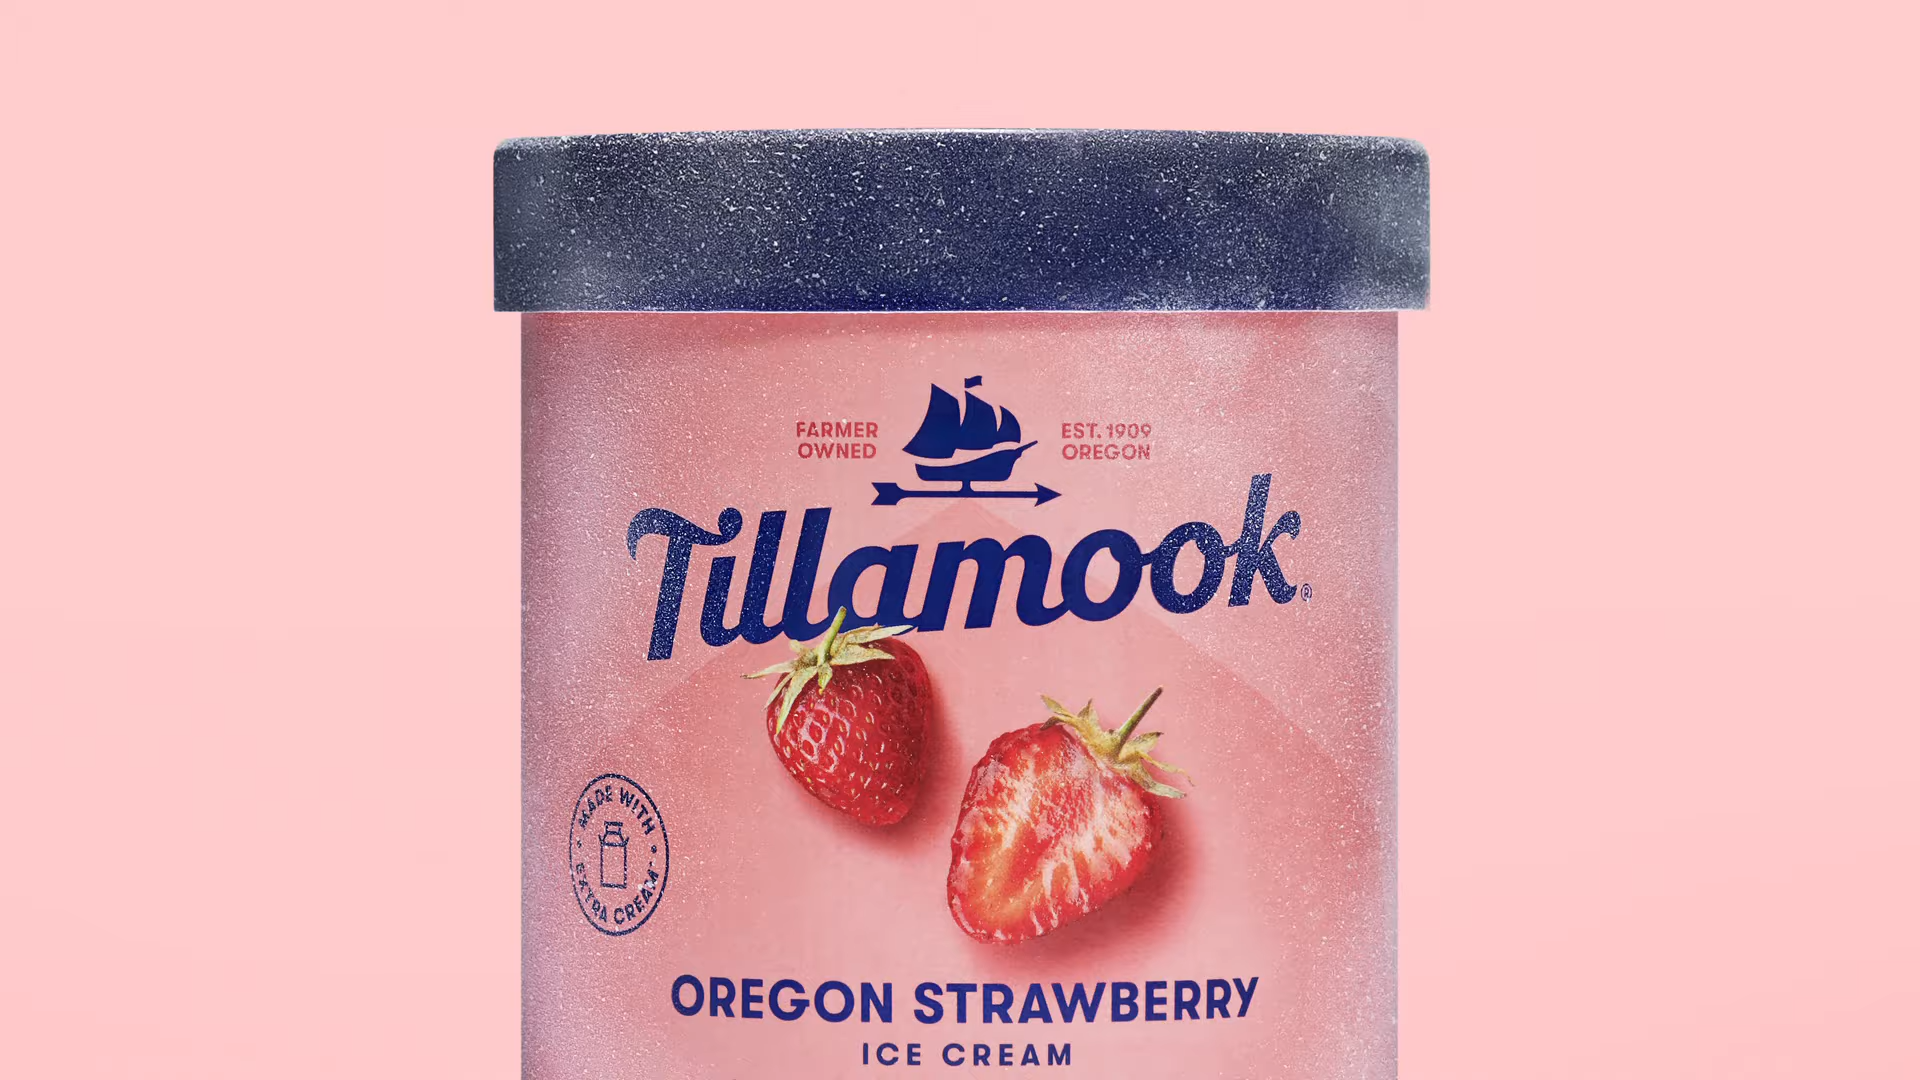 FARMER
OWNED
EST. 1909
OREGON
Tillamook®
MADE WITH
EXTRA CREAM
OREGON STRAWBERRY
ICE CREAM